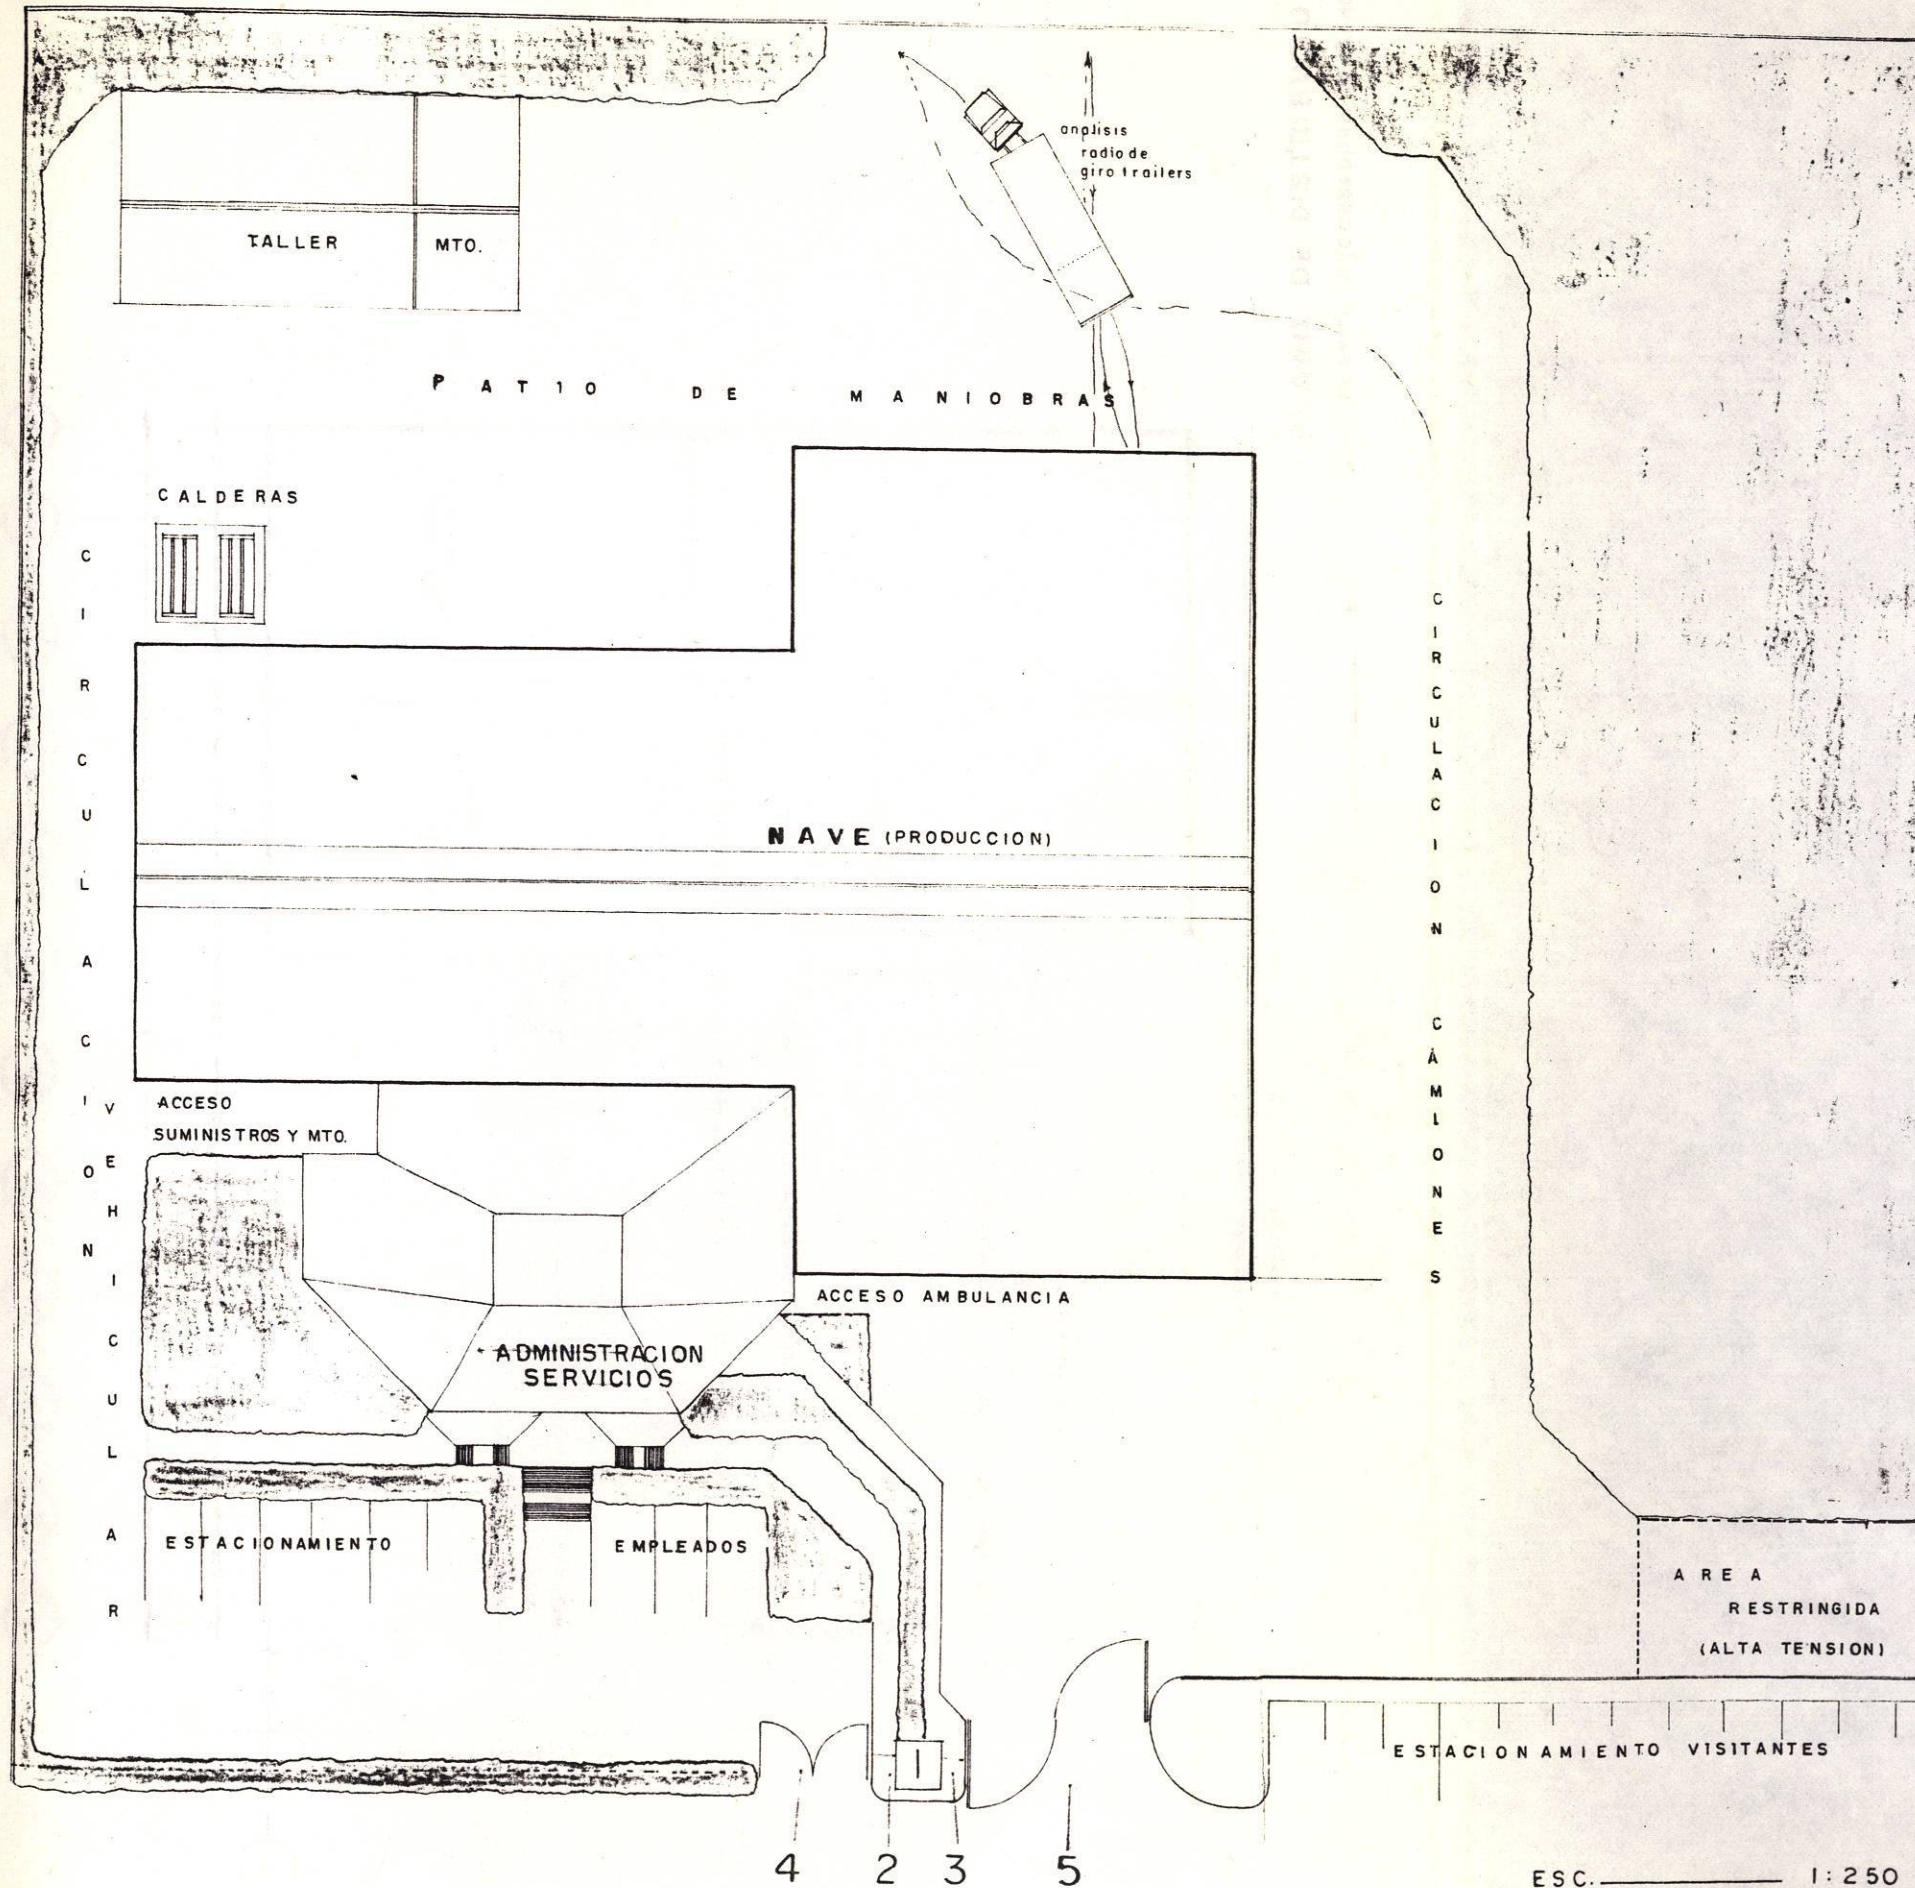 analisis
radio de
giro trailers
TALLER
MTO.
PATIO DE MANIOBRAS
CALDERAS
CIRCULACION VEHICULAR
CIRCULACION CAMIONES
NAVE (PRODUCCION)
ACCESO
SUMINISTROS Y MTO.
ACCESO AMBULANCIA
ADMINISTRACION
SERVICIOS
ESTACIONAMIENTO EMPLEADOS
AREA
RESTRINGIDA
(ALTA TENSION)
ESTACIONAMIENTO VISITANTES
1
4 2 3 5
ESC. 1:250